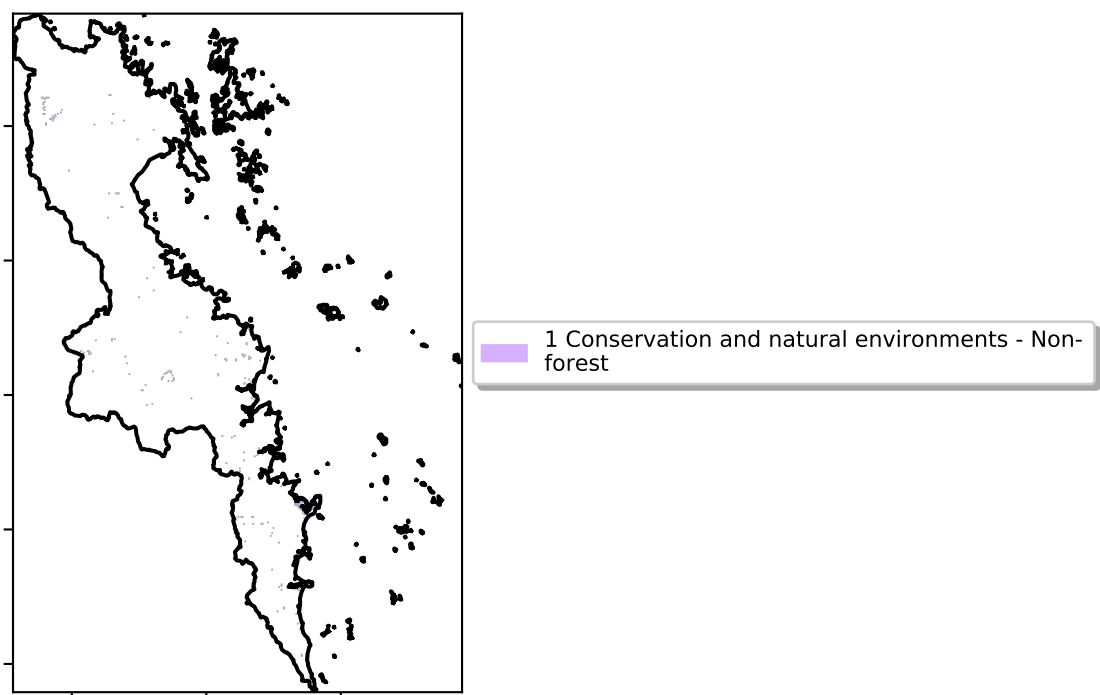 1 Conservation and natural environments - Non-
forest